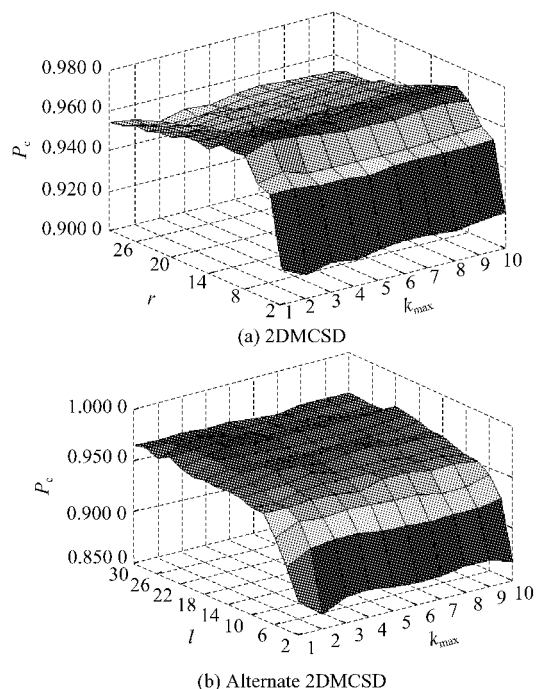 0.980 0
0.960 0
0.940 0
0.920 0
0.900 0
P_c
26
20
14
8
2
r
1 2 3 4 5 6 7 8 9 10
k_max
(a) 2DMCSD
1.000 0
0.950 0
0.900 0
0.850 0
P_c
30
26
22
18
14
10
6
2
l
1 2 3 4 5 6 7 8 9 10
k_max
(b) Alternate 2DMCSD